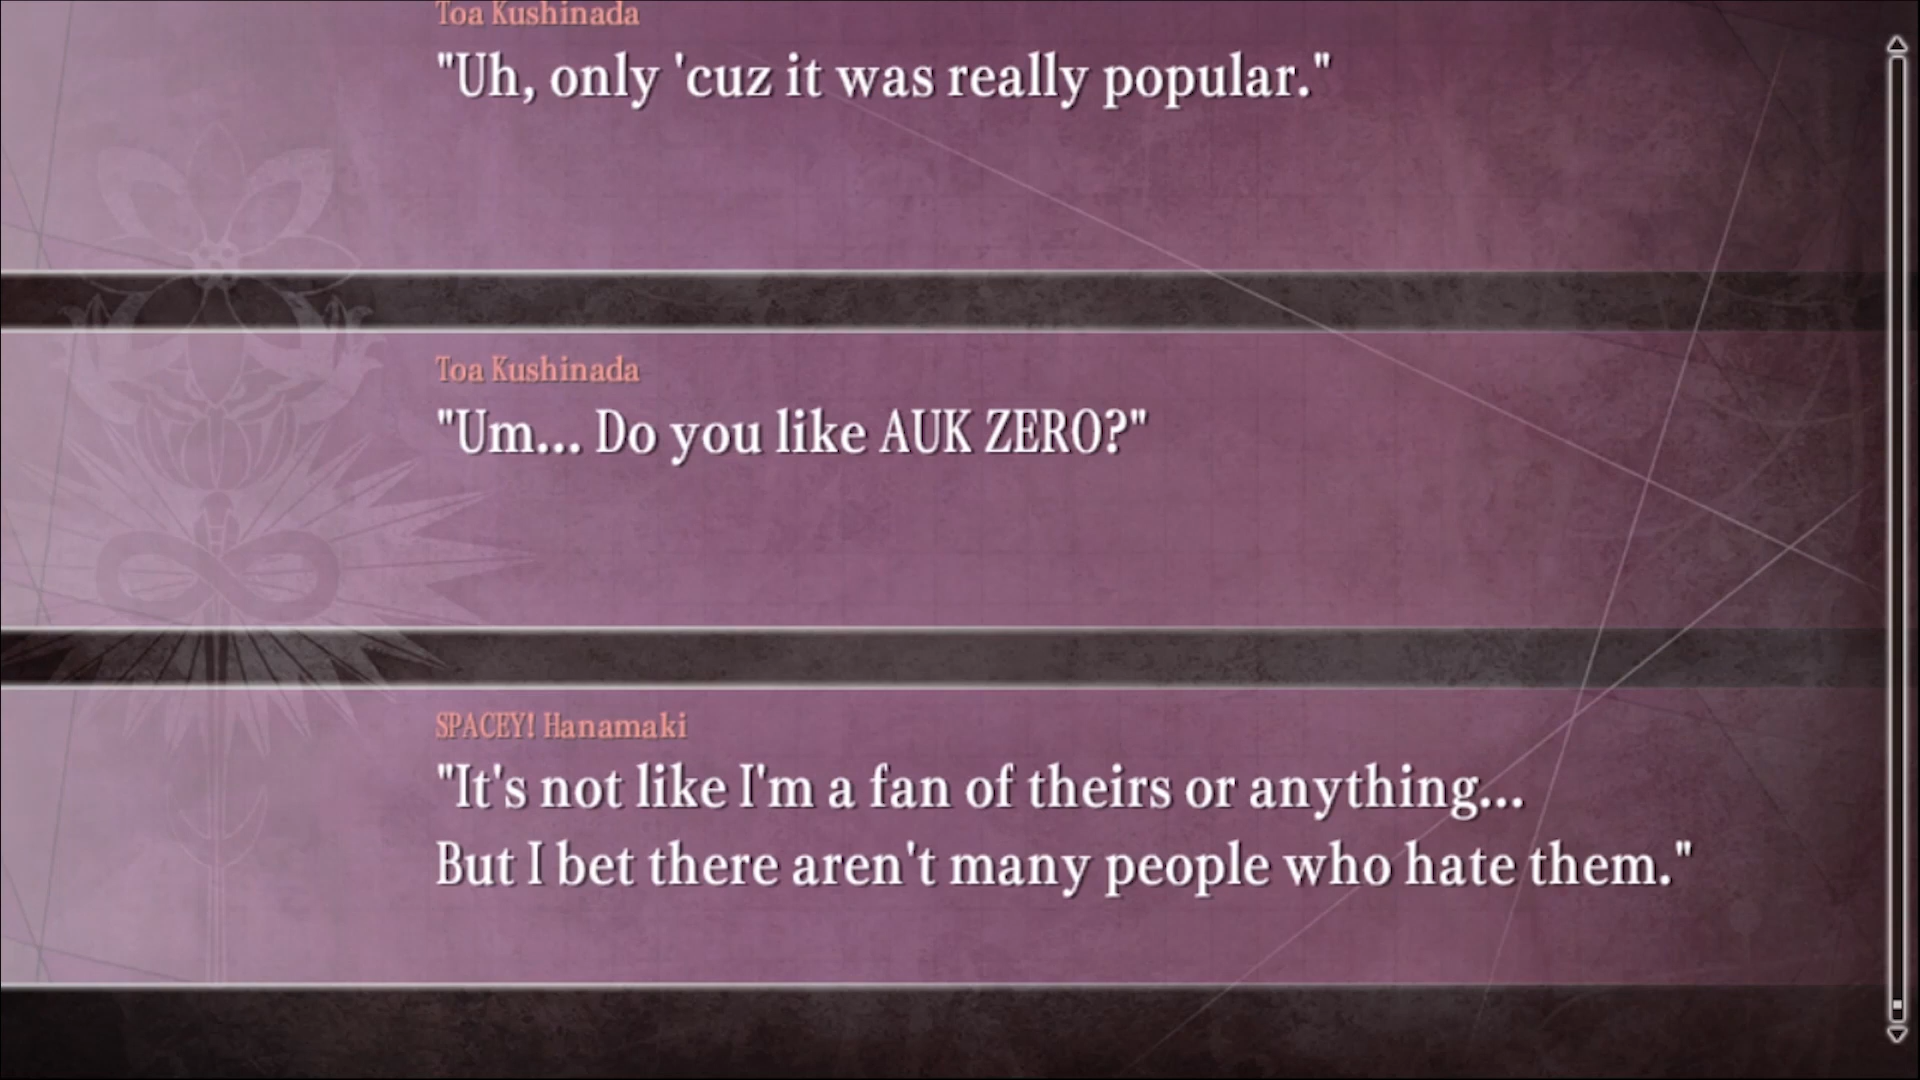 Toa Kushinada
"Uh, only 'cuz it was really popular."
Toa Kushinada
"Um... Do you like AUK ZERO?"
SPACEY! Hanamaki
"It's not like I'm a fan of theirs or anything...
But I bet there aren't many people who hate them."